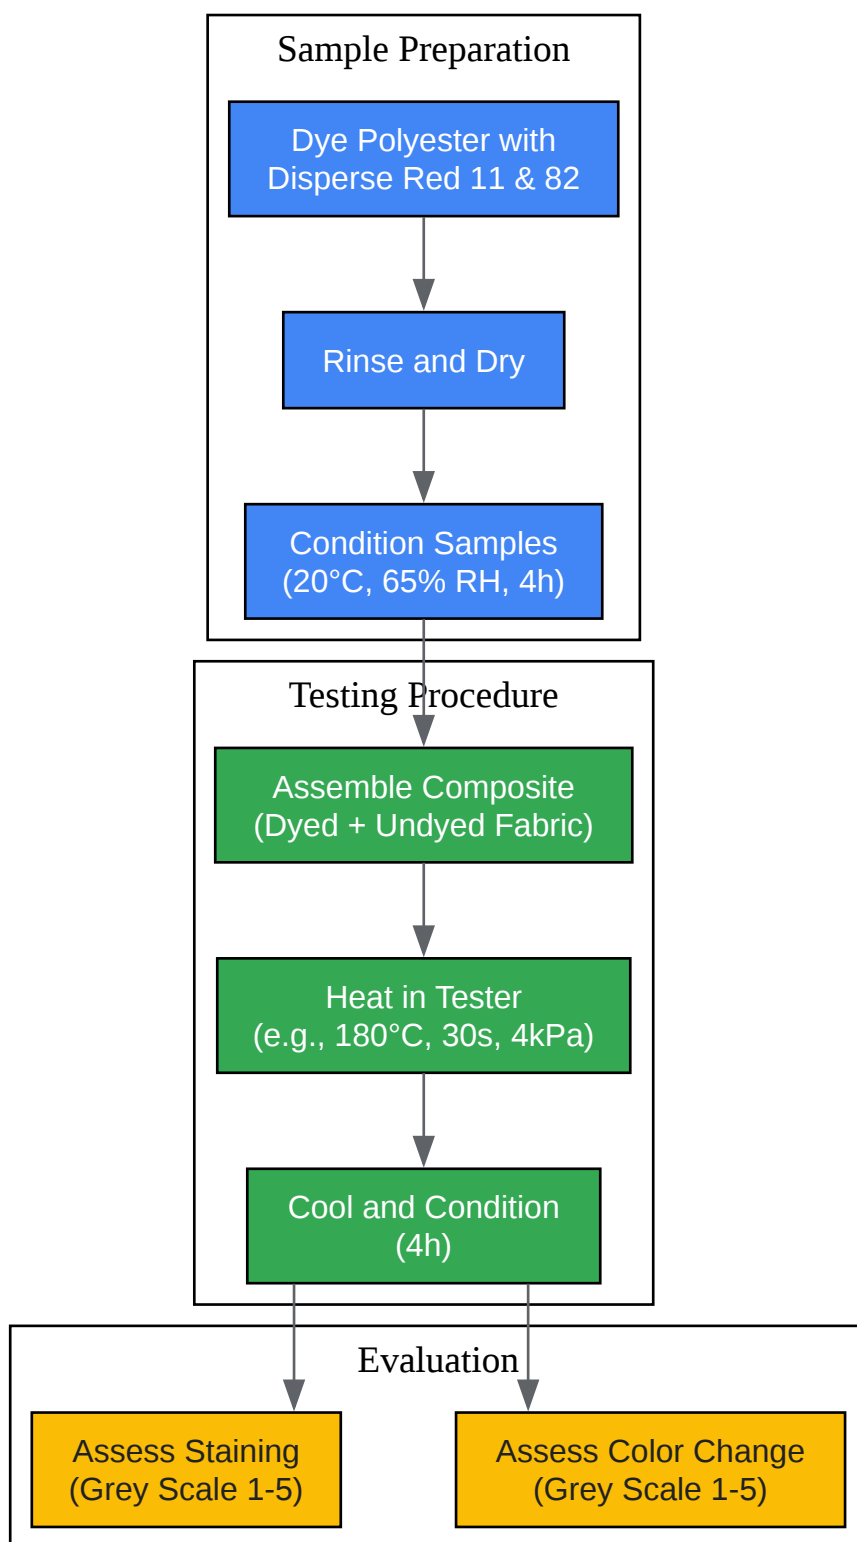 Sample Preparation
Dye Polyester with
Disperse Red 11 & 82
Rinse and Dry
Condition Samples
(20°C, 65% RH, 4h)
Testing Procedure
Assemble Composite
(Dyed + Undyed Fabric)
Heat in Tester
(e.g., 180°C, 30s, 4kPa)
Cool and Condition
(4h)
Evaluation
Assess Staining
(Grey Scale 1-5)
Assess Color Change
(Grey Scale 1-5)